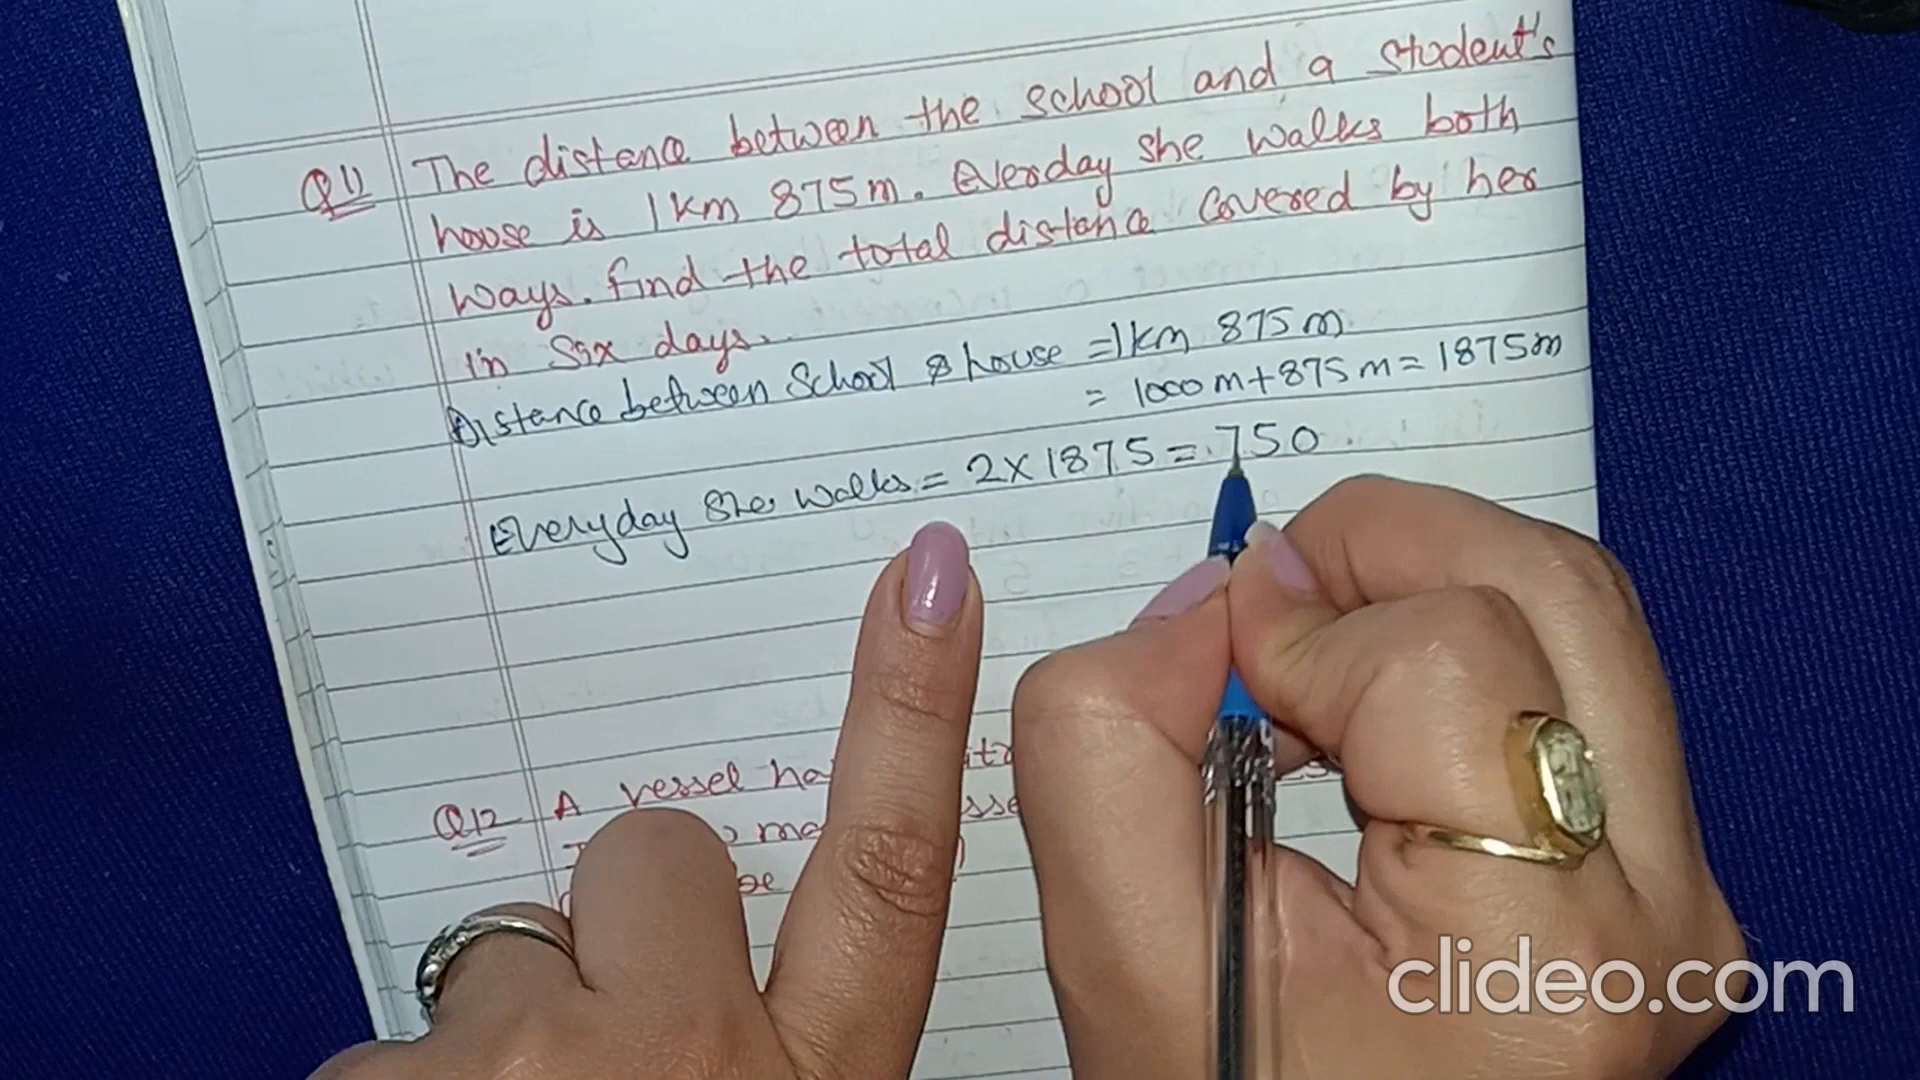 Q11 The distance between the school and a student's
house is 1km 875m. Everday she walks both
ways. find the total distance covered by her
in Six days.
Distance between School & house = 1km 875m
= 1000m+875m=1875m
Everyday She walks = 2x1875=750
Q12 A vessel
clideo.com